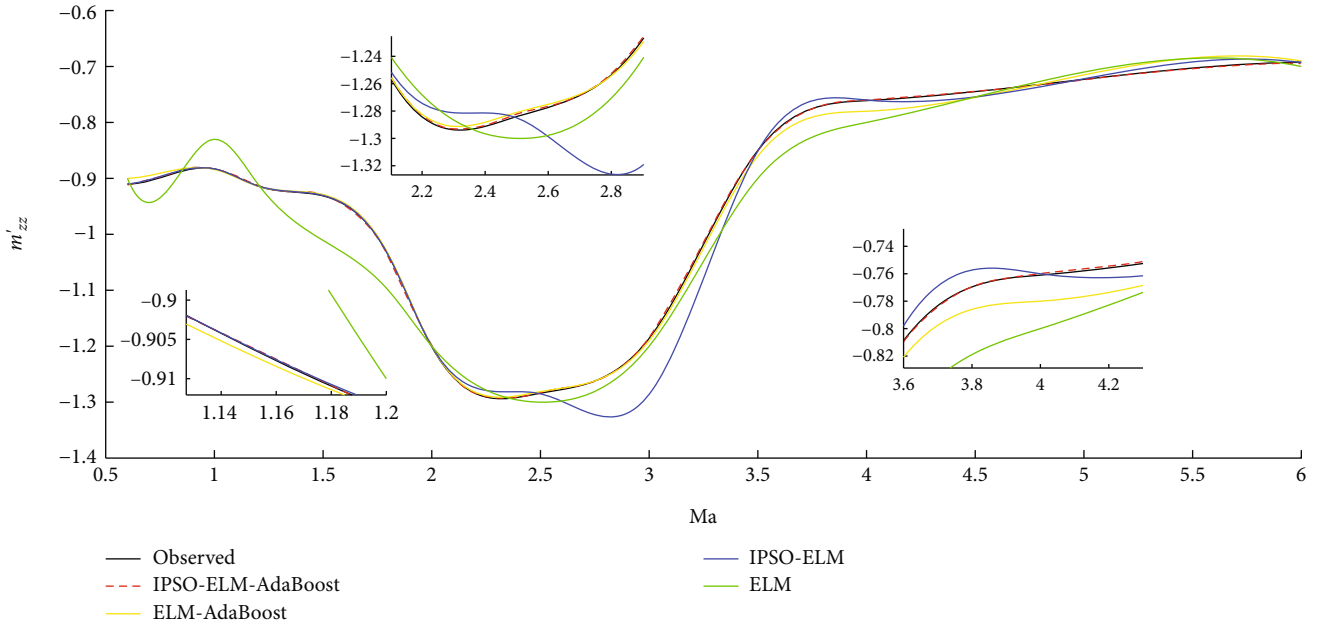 −0.6
−0.7
−0.8
−0.9
−1
−1.1
−1.2
−1.3
−1.4
m′zz
0.5 1 1.5 2 2.5 3 3.5 4 4.5 5 5.5 6
Ma
−1.24
−1.26
−1.28
−1.3
−1.32
2.2 2.4 2.6 2.8
−0.9
−0.905
−0.91
1.14 1.16 1.18 1.2
−0.74
−0.76
−0.78
−0.8
−0.82
3.6 3.8 4 4.2
Observed
IPSO-ELM-AdaBoost
ELM-AdaBoost
IPSO-ELM
ELM